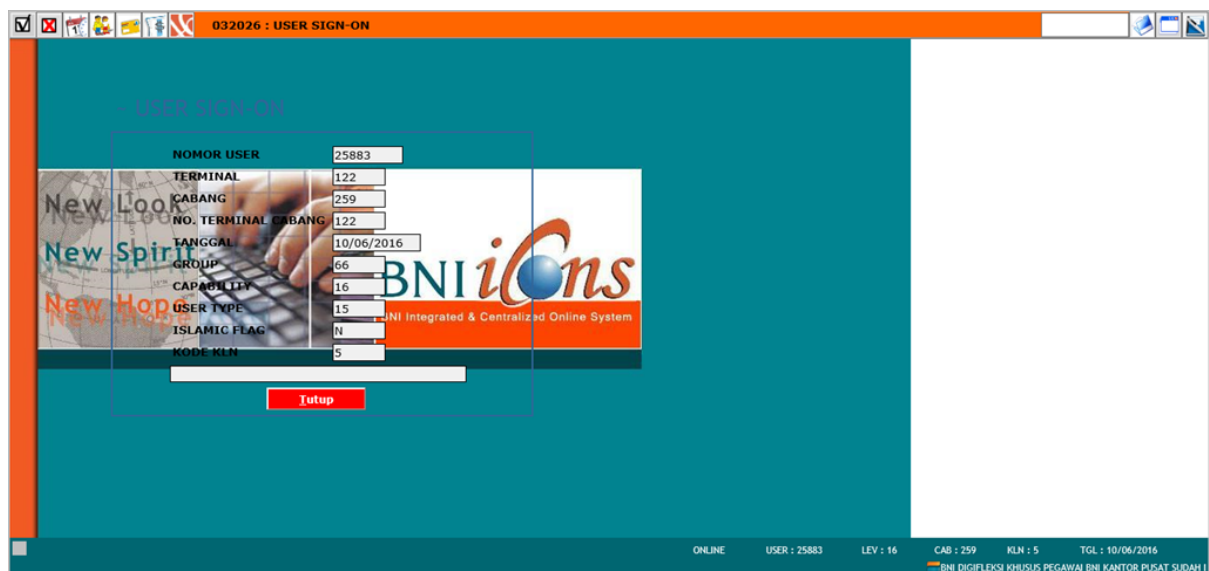 032026 : USER SIGN-ON
- USER SIGN-ON
NOMOR USER 25883
TERMINAL 122
CABANG 259
NO. TERMINAL CABANG 122
TANGGAL 10/06/2016
GROUP 66
CAPABILITY 16
USER TYPE 15
ISLAMIC FLAG N
KODE KLN 5
Tutup
New Look
New Spirit
New Hope
BNI icons
BNI Integrated & Centralized Online System
ONLINE USER : 25883 LEV : 16 CAB : 259 KLN : 5 TGL : 10/06/2016
BNI DIGIFLEKSI KHUSUS PEGAWAI BNI KANTOR PUSAT SUDAH